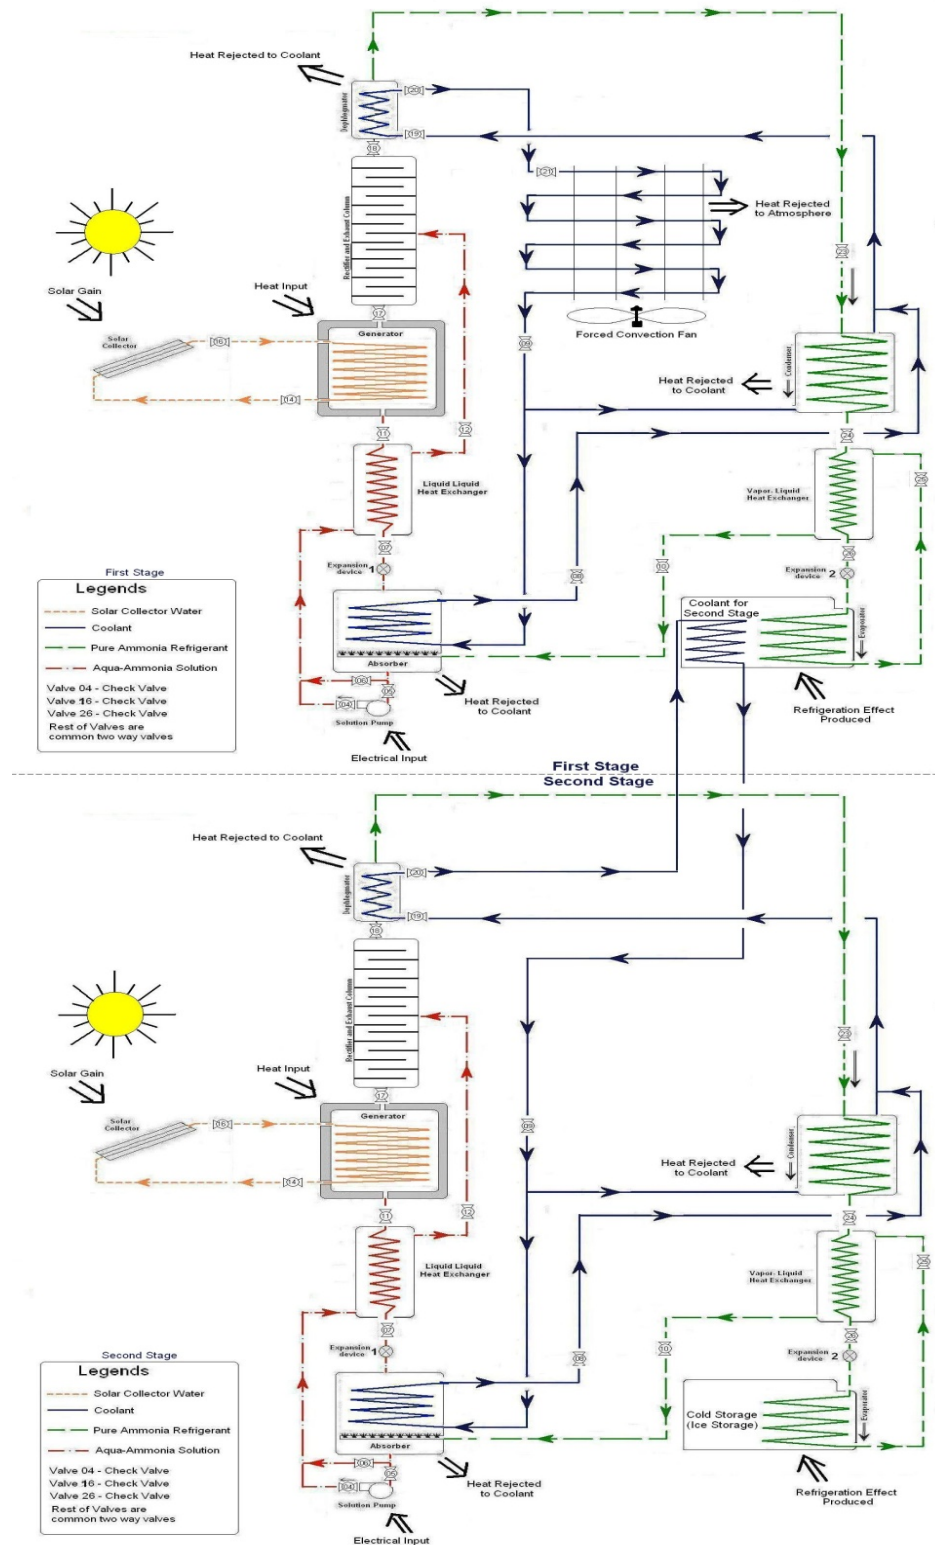 Heat Rejected to Coolant
Dephlegmator
Rectifier and Exhaust Column
Heat Rejected
to Atmosphere
Solar Gain
Heat Input
Generator
Forced Convection Fan
Solar
Collector
Condenser
Heat Rejected
to Coolant
Liquid Liquid
Heat Exchanger
Vapor- Liquid
Heat Exchanger
Expansion
device 1
Expansion
device 2
First Stage
Legends
Solar Collector Water
Coolant
Pure Ammonia Refrigerant
Aqua-Ammonia Solution
Valve 04 - Check Valve
Valve 16 - Check Valve
Valve 26 - Check Valve
Rest of Valves are
common two way valves
Coolant for
Second Stage
Evaporator
Absorber
Heat Rejected
to Coolant
Solution Pump
Refrigeration Effect
Produced
Electrical Input
First Stage
Second Stage
Heat Rejected to Coolant
Rectifier and Exhaust Column
Solar Gain
Heat Input
Generator
Solar
Collector
Condenser
Heat Rejected
to Coolant
Liquid Liquid
Heat Exchanger
Vapor- Liquid
Heat Exchanger
Expansion
device 1
Expansion
device 2
Second Stage
Legends
Solar Collector Water
Coolant
Pure Ammonia Refrigerant
Aqua-Ammonia Solution
Valve 04 - Check Valve
Valve 16 - Check Valve
Valve 26 - Check Valve
Rest of Valves are
common two way valves
Cold Storage
(Ice Storage)
Evaporator
Absorber
Heat Rejected
to Coolant
Solution Pump
Refrigeration Effect
Produced
Electrical Input